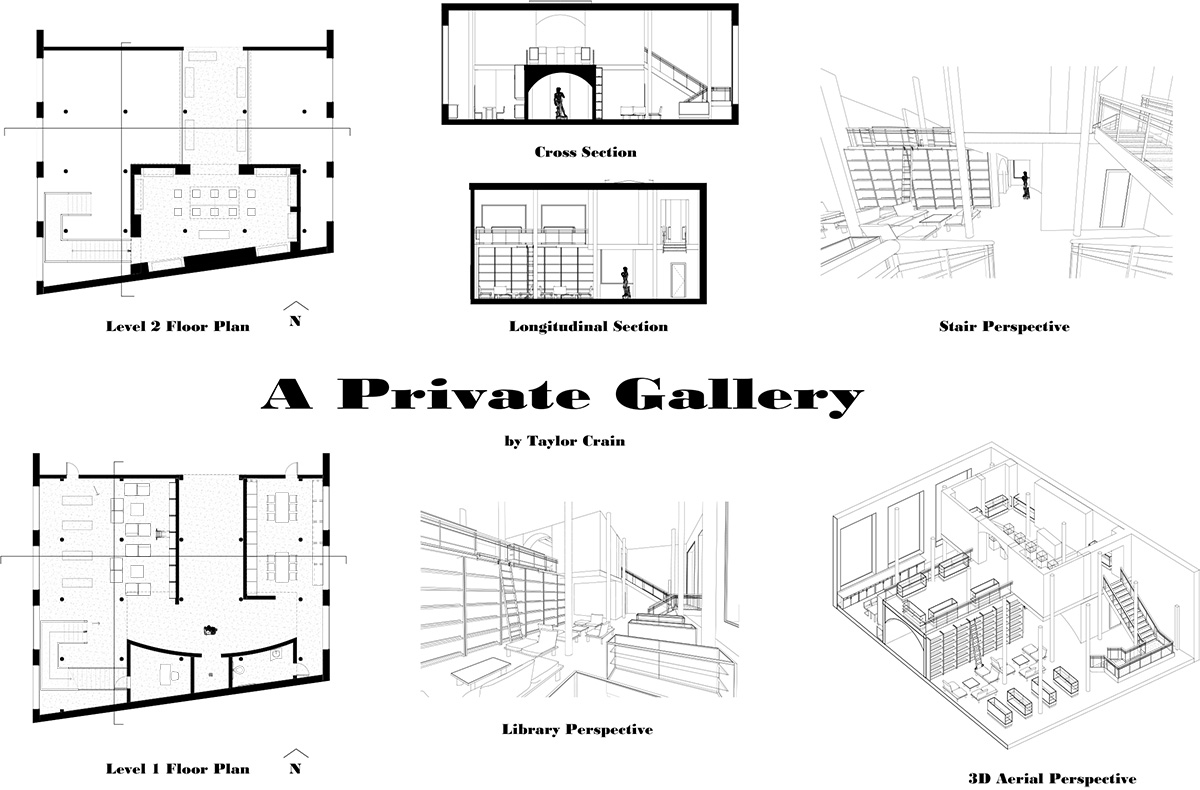 Cross Section
Level 2 Floor Plan
N
Longitudinal Section
Stair Perspective
A Private Gallery
by Taylor Crain
Library Perspective
Level 1 Floor Plan
N
3D Aerial Perspective